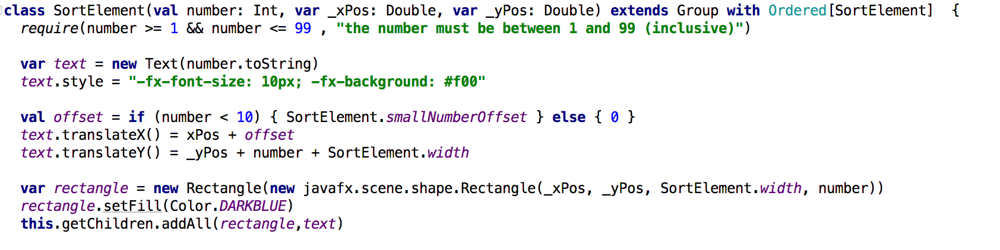 class SortElement(val number: Int, var _xPos: Double, var _yPos: Double) extends Group with Ordered[SortElement]  {
  require(number >= 1 && number <= 99 , "the number must be between 1 and 99 (inclusive)")
  var text = new Text(number.toString)
  text.style = "-fx-font-size: 10px; -fx-background: #f00"
  val offset = if (number < 10) { SortElement.smallNumberOffset } else { 0 }
  text.translateX() = xPos + offset
  text.translateY() = _yPos + number + SortElement.width
  var rectangle = new Rectangle(new javafx.scene.shape.Rectangle(_xPos, _yPos, SortElement.width, number))
  rectangle.setFill(Color.DARKBLUE)
  this.getChildren.addAll(rectangle,text)